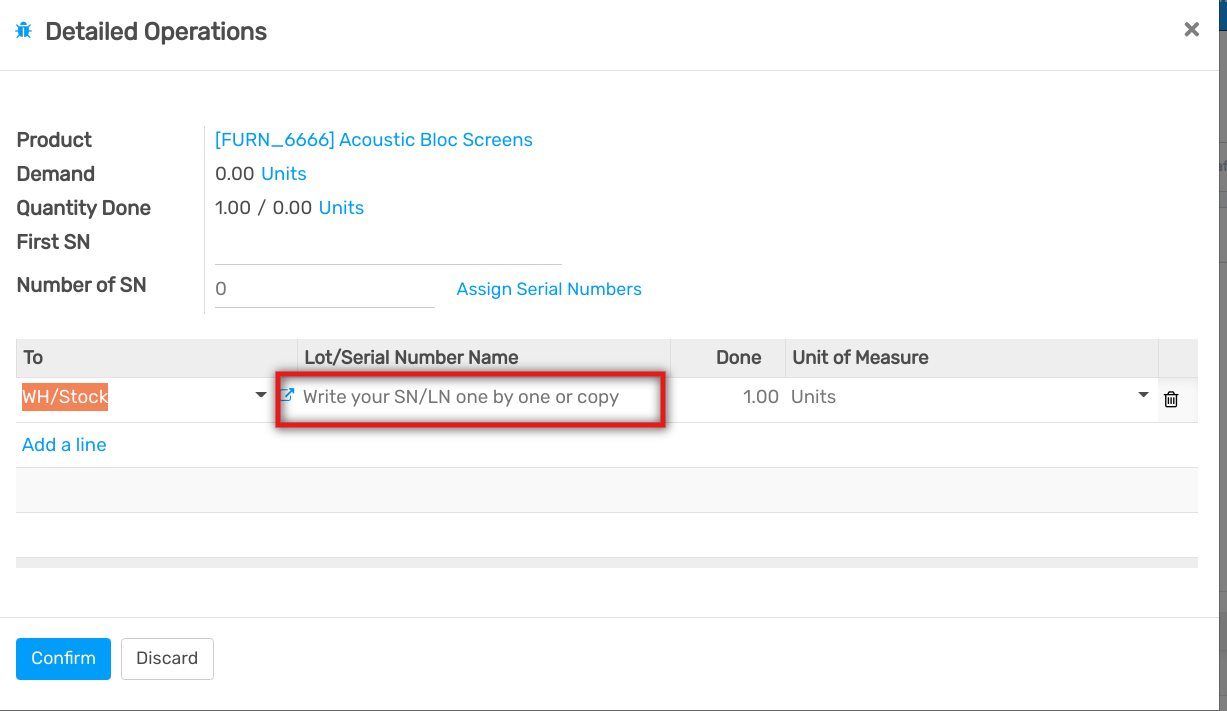 Detailed Operations
Product
[FURN_6666] Acoustic Bloc Screens
Demand
0.00 Units
Quantity Done
1.00 / 0.00 Units
First SN
Number of SN
0
Assign Serial Numbers
To
Lot/Serial Number Name
Done
Unit of Measure
WH/Stock
Write your SN/LN one by one or copy
1.00
Units
Add a line
Confirm
Discard